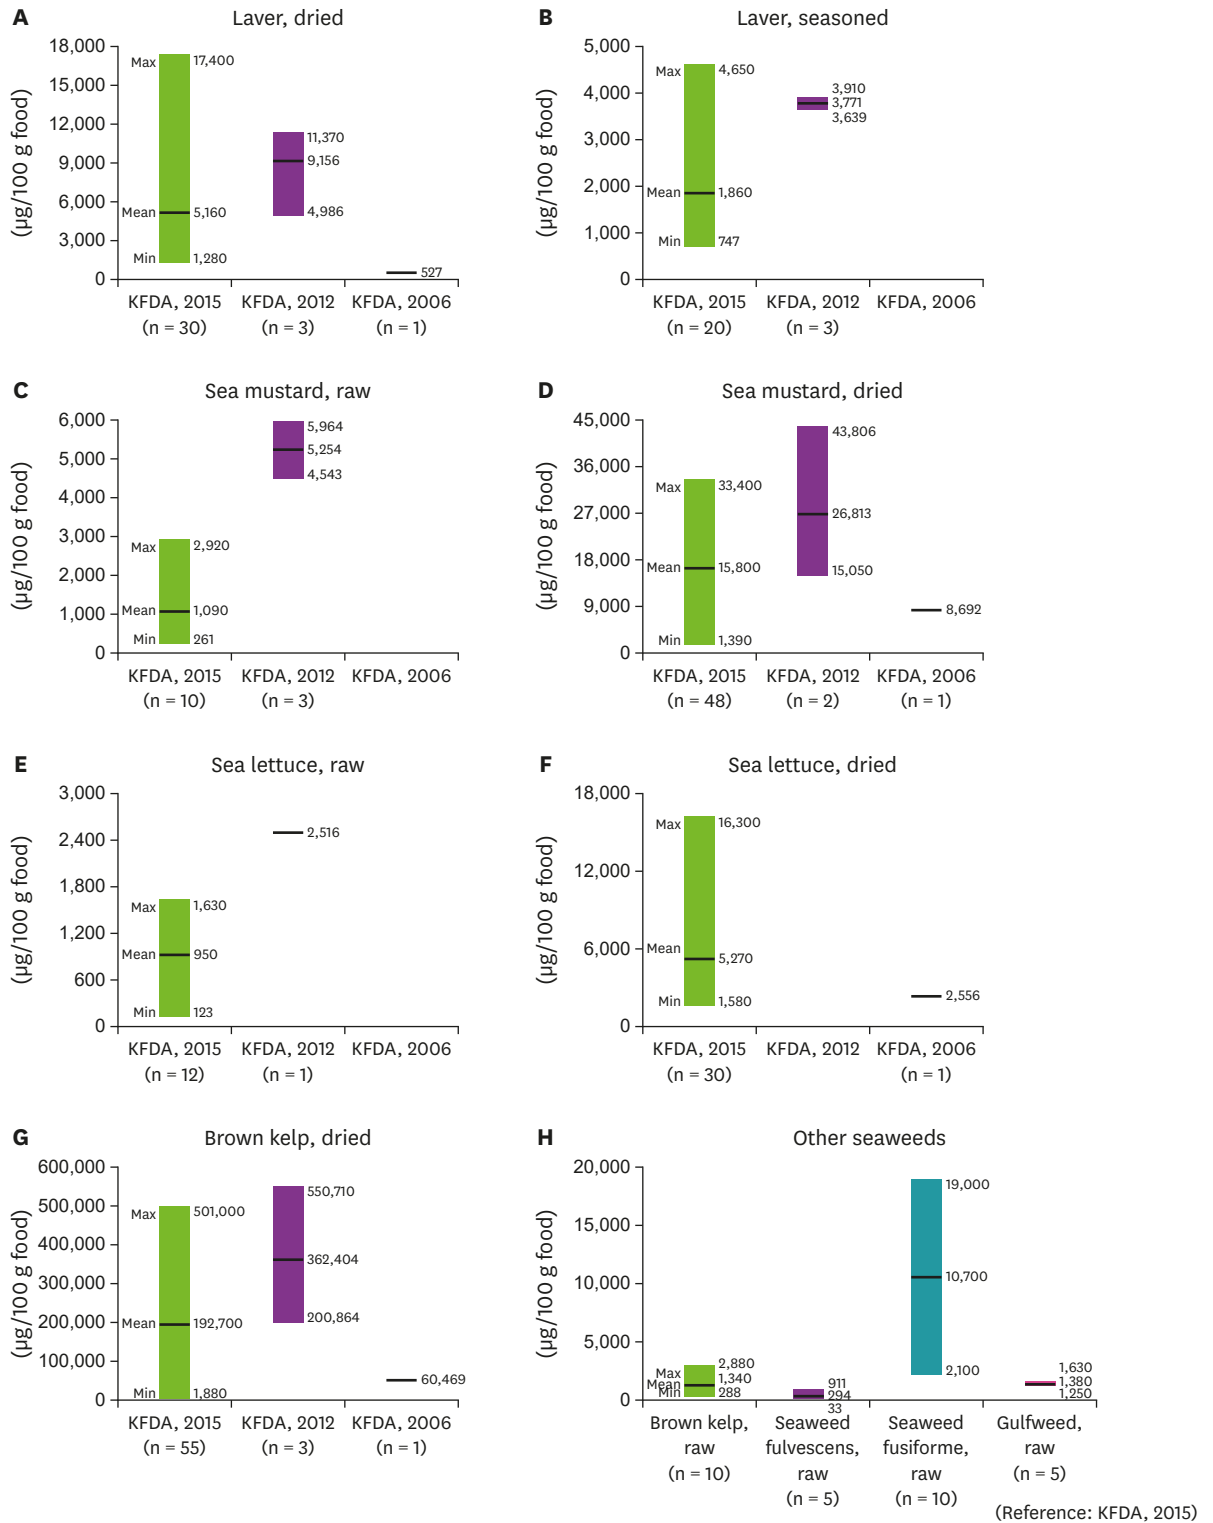 A Laver, dried
(µg/100 g food)
18,000
15,000
12,000
9,000
6,000
3,000
0
Max 17,400
Mean 5,160
Min 1,280
11,370
9,156
4,986
527
KFDA, 2015 KFDA, 2012 KFDA, 2006
(n = 30) (n = 3) (n = 1)
B Laver, seasoned
(µg/100 g food)
5,000
4,000
3,000
2,000
1,000
0
Max 4,650
Mean 1,860
Min 747
3,910
3,771
3,639
KFDA, 2015 KFDA, 2012 KFDA, 2006
(n = 20) (n = 3)
C Sea mustard, raw
(µg/100 g food)
6,000
5,000
4,000
3,000
2,000
1,000
0
Max 2,920
Mean 1,090
Min 261
5,964
5,254
4,543
KFDA, 2015 KFDA, 2012 KFDA, 2006
(n = 10) (n = 3)
D Sea mustard, dried
(µg/100 g food)
45,000
36,000
27,000
18,000
9,000
0
Max 33,400
Mean 15,800
Min 1,390
43,806
26,813
15,050
8,692
KFDA, 2015 KFDA, 2012 KFDA, 2006
(n = 48) (n = 2) (n = 1)
E Sea lettuce, raw
(µg/100 g food)
3,000
2,400
1,800
1,200
600
0
Max 1,630
Mean 950
Min 123
2,516
KFDA, 2015 KFDA, 2012 KFDA, 2006
(n = 12) (n = 1)
F Sea lettuce, dried
(µg/100 g food)
18,000
12,000
6,000
0
Max 16,300
Mean 5,270
Min 1,580
2,556
KFDA, 2015 KFDA, 2012 KFDA, 2006
(n = 30) (n = 1)
G Brown kelp, dried
(µg/100 g food)
600,000
500,000
400,000
300,000
200,000
100,000
0
Max 501,000
Mean 192,700
Min 1,880
550,710
362,404
200,864
60,469
KFDA, 2015 KFDA, 2012 KFDA, 2006
(n = 55) (n = 3) (n = 1)
H Other seaweeds
(µg/100 g food)
20,000
15,000
10,000
5,000
0
Max 2,880
Mean 1,340
Min 288
911
294
33
19,000
10,700
2,100
1,630
1,380
1,250
Brown kelp, Seaweed Seaweed Gulfweed,
raw fulvescens, fusiforme, raw
(n = 10) raw raw (n = 5)
(n = 5) (n = 10)
(Reference: KFDA, 2015)